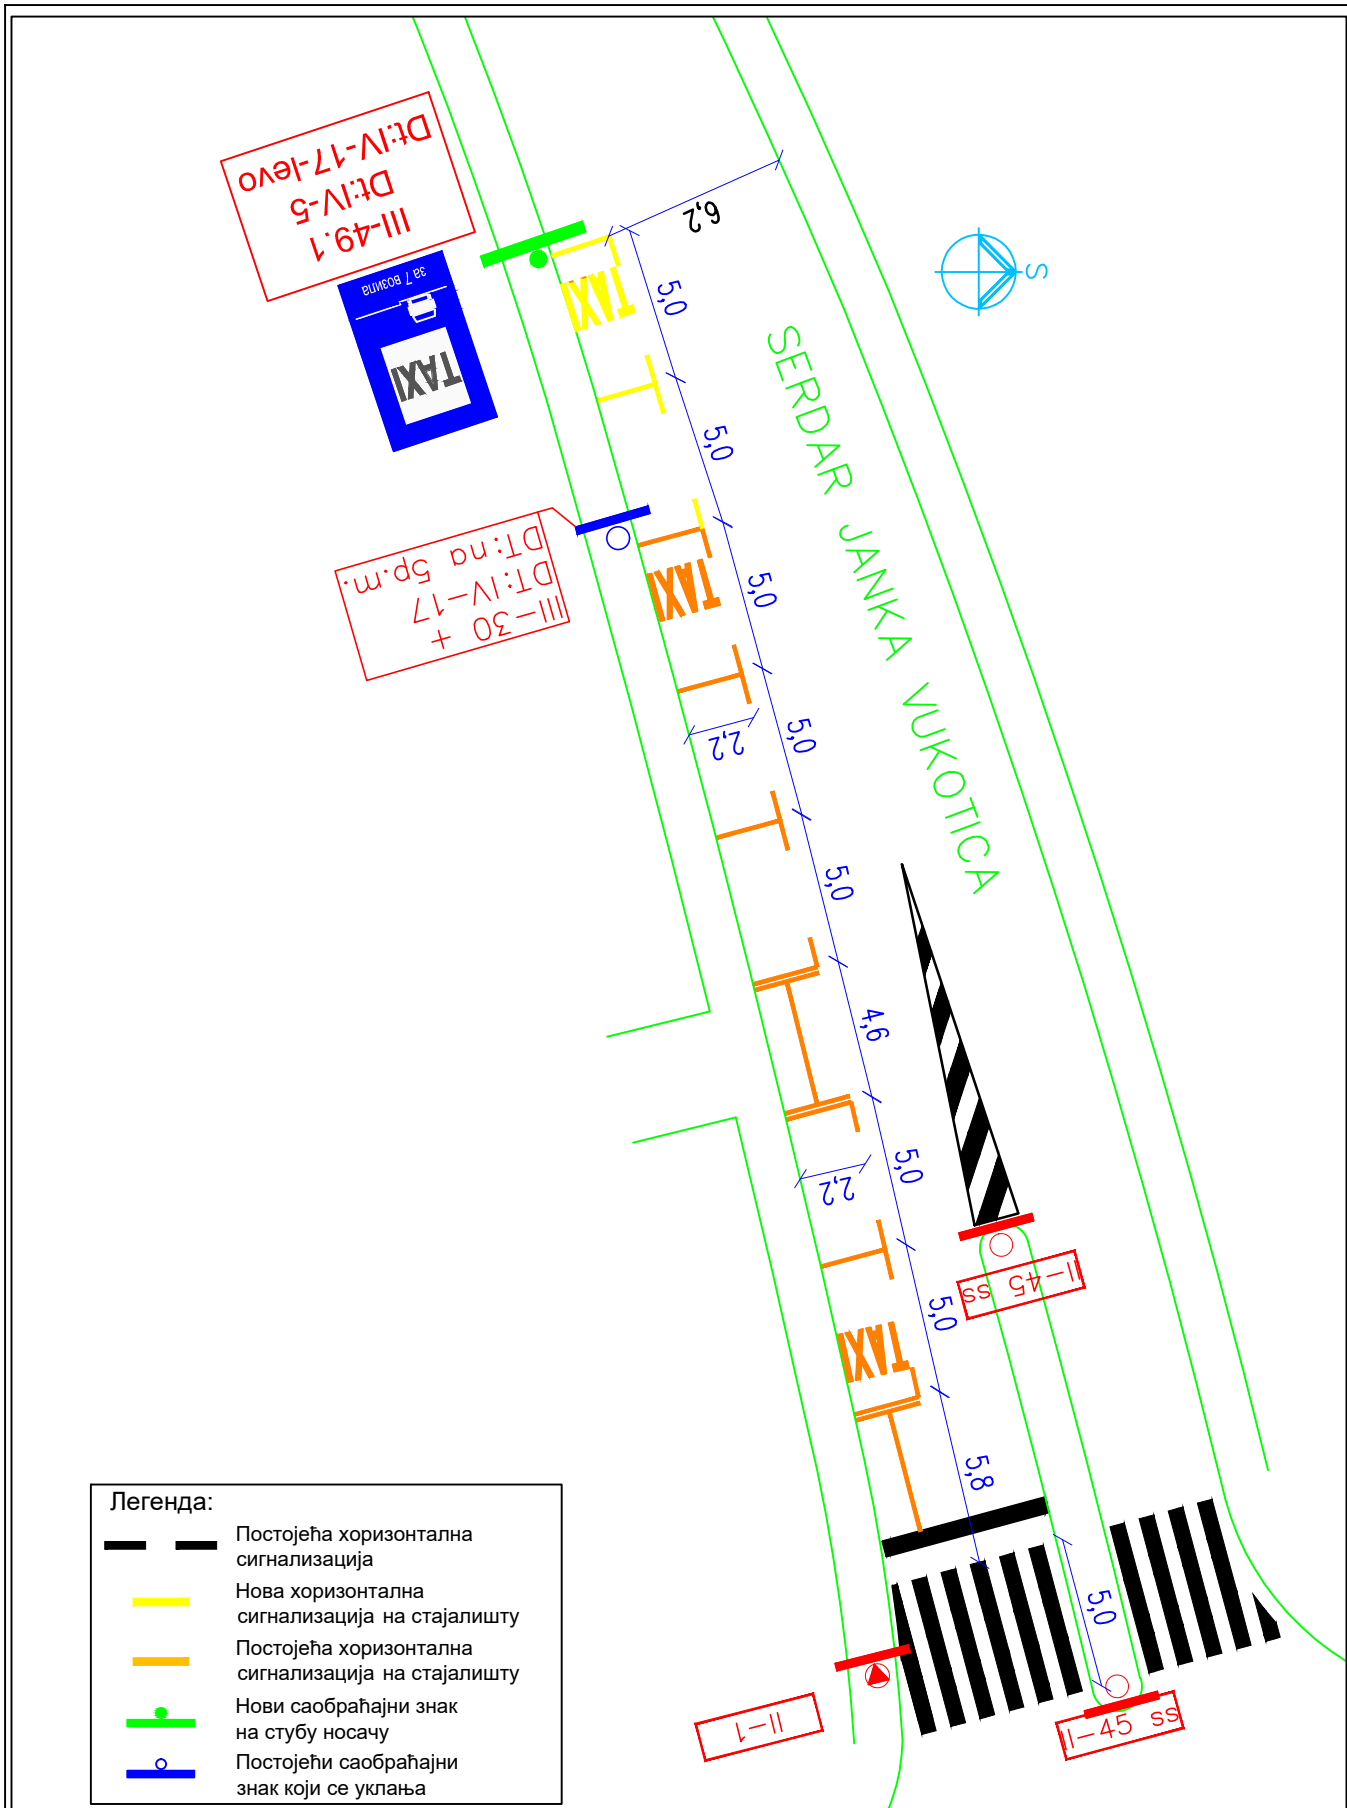 III-49.1
Dt:IV-5
Dt:IV-17-levo
за 7 возила
TAXI
6,2
S
TAXI
5,0
5,0
SERDAR JANKA VUKOTICA
III-30 +
DT:IV-17
DT:na 5p.m.
TAXI
5,0
5,0
2,2
5,0
4,6
5,0
2,2
II-45 ss
5,0
TAXI
5,8
5,0
II-1
II-45 ss
Легенда:
Постојећа хоризонтална
сигнализација
Нова хоризонтална
сигнализација на стајалишту
Постојећа хоризонтална
сигнализација на стајалишту
Нови саобраћајни знак
на стубу носачу
Постојећи саобраћајни
знак који се уклања